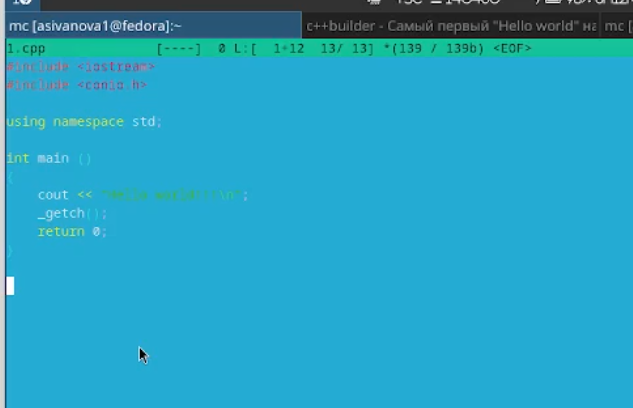 mc [asivanova1@fedora]:~
c++builder - Самый первый "Hello world" на
mc [
1.cpp [----] 0 L:[ 1+12 13/ 13] *(139 / 139b) <EOF>
#include <iostream>
#include <conio.h>
using namespace std;
int main ()
{
cout << "Hello world!!\n";
_getch();
return 0;
}